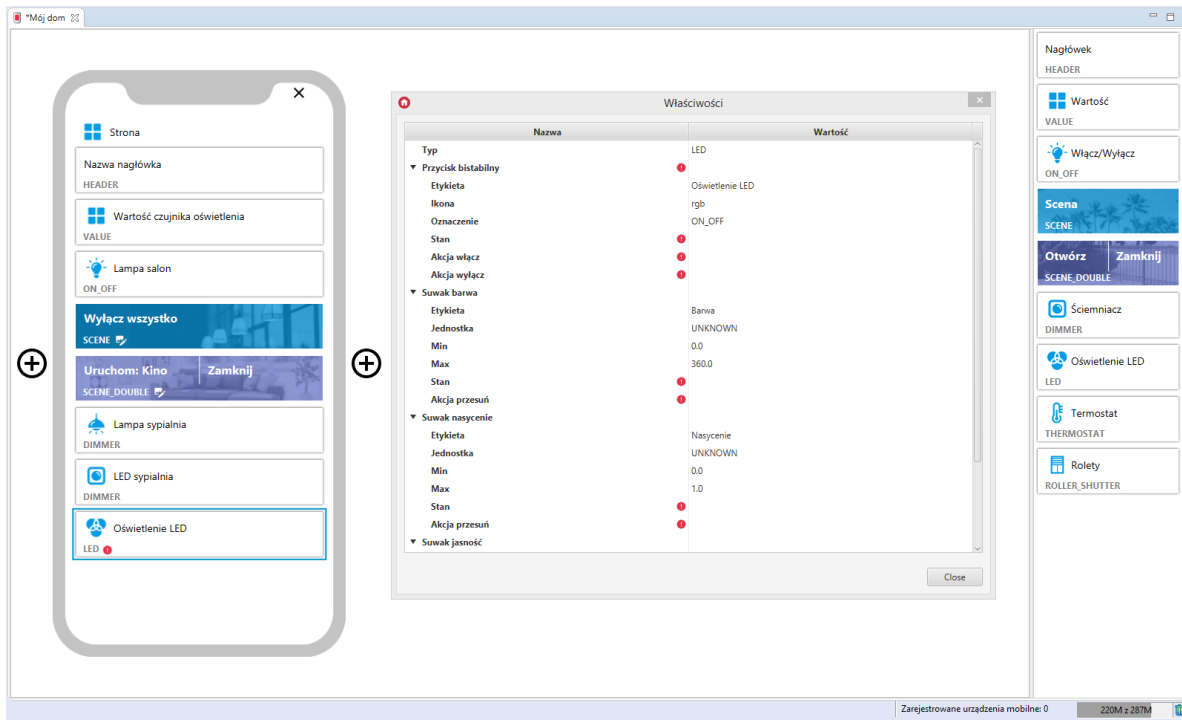 *Mój dom
Strona
Nazwa nagłówka
HEADER
Wartość czujnika oświetlenia
VALUE
Lampa salon
ON_OFF
Wyłącz wszystko
SCENE
Uruchom: Kino Zamknij
SCENE_DOUBLE
Lampa sypialnia
DIMMER
LED sypialnia
DIMMER
Oświetlenie LED
LED
Właściwości
Nazwa Wartość
Typ LED
Przycisk bistabilny
Etykieta Oświetlenie LED
Ikona rgb
Oznaczenie ON_OFF
Stan
Akcja włącz
Akcja wyłącz
Suwak barwa
Etykieta Barwa
Jednostka UNKNOWN
Min 0.0
Max 360.0
Stan
Akcja przesuń
Suwak nasycenie
Etykieta Nasycenie
Jednostka UNKNOWN
Min 0.0
Max 1.0
Stan
Akcja przesuń
Suwak jasność
Close
Nagłówek
HEADER
Wartość
VALUE
Włącz/Wyłącz
ON_OFF
Scena
SCENE
Otwórz Zamknij
SCENE_DOUBLE
Ściemniacz
DIMMER
Oświetlenie LED
LED
Termostat
THERMOSTAT
Rolety
ROLLER_SHUTTER
Zarejestrowane urządzenia mobilne: 0 220M z 287M